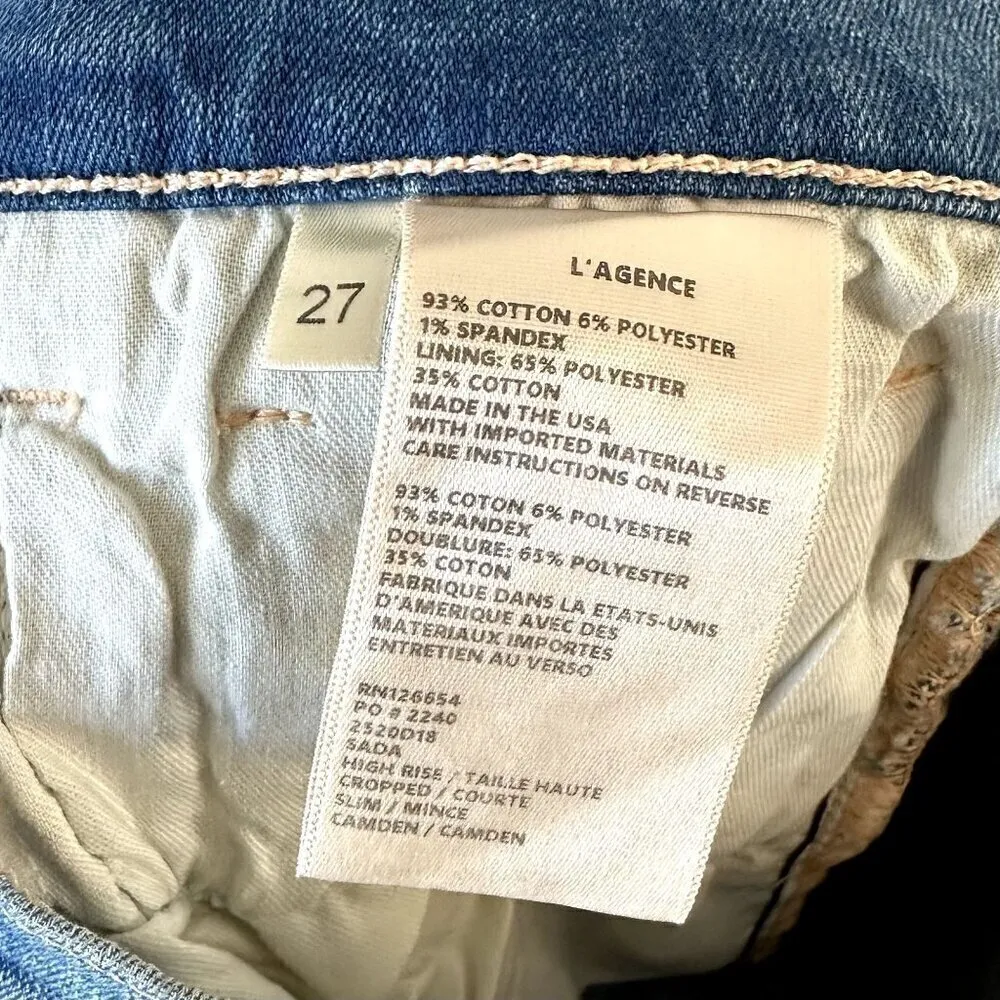 27
L'AGENCE
93% COTTON 6% POLYESTER
1% SPANDEX
LINING: 65% POLYESTER
35% COTTON
MADE IN THE USA
WITH IMPORTED MATERIALS
CARE INSTRUCTIONS ON REVERSE
93% COTON 6% POLYESTER
1% SPANDEX
DOUBLURE: 65% POLYESTER
35% COTON
FABRIQUE DANS LA ETATS-UNIS
D'AMERIQUE AVEC DES
MATERIAUX IMPORTES
ENTRETIEN AU VERSO
RN126654
PO # 2240
2520D18
SADA
HIGH RISE / TAILLE HAUTE
CROPPED / COURTE
SLIM / MINCE
CAMDEN / CAMDEN